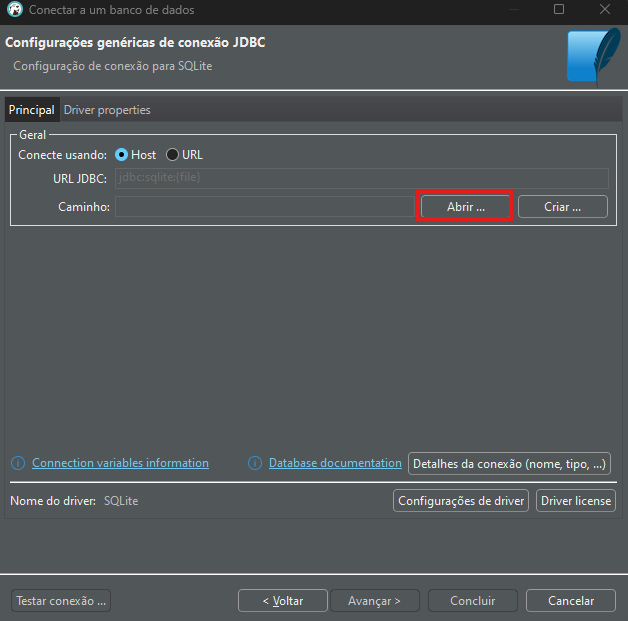 Conectar a um banco de dados
Configurações genéricas de conexão JDBC
Configuração de conexão para SQLite
Principal Driver properties
Geral
Conecte usando: Host URL
URL JDBC: jdbc:sqlite:{file}
Caminho: Abrir ... Criar ...
Connection variables information Database documentation Detalhes da conexão (nome, tipo, ...)
Nome do driver: SQLite Configurações de driver Driver license
Testar conexão ... < Voltar Avançar > Concluir Cancelar